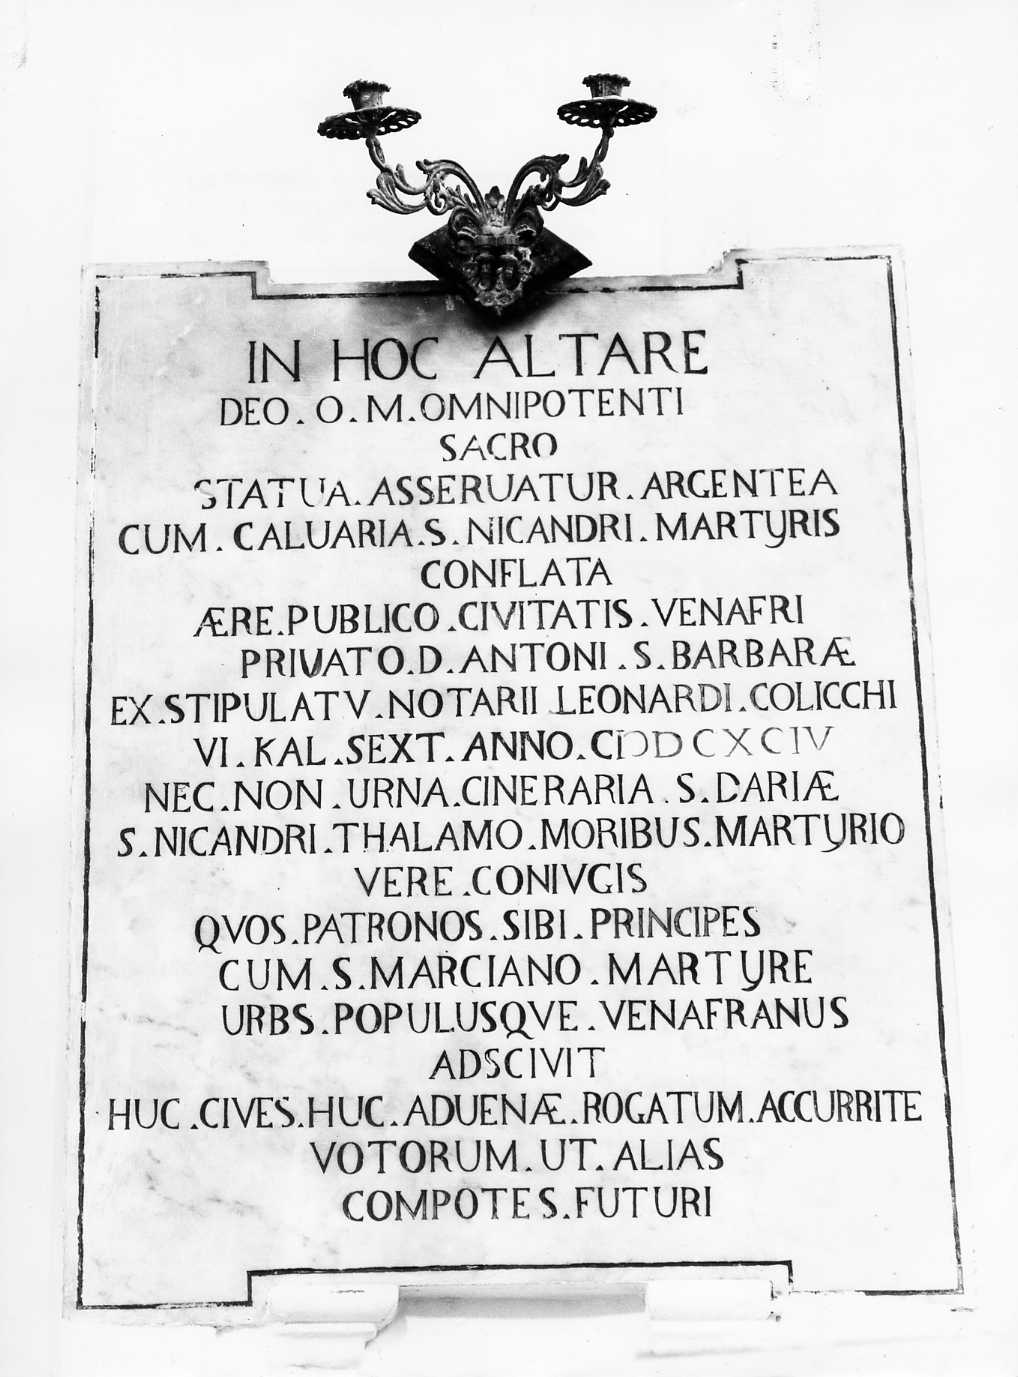 IN HOC ALTARE
DEO. O. M. OMNIPOTENTI
SACRO
STATUA. ASSERUATUR. ARGENTEA
CUM. CALUARIA. S. NICANDRI. MARTYRIS
CONFLATA
ÆRE. PUBLICO. CIVITATIS. VENAFRI
PRIUATO. D. ANTONI. S. BARBARÆ
EX. STIPULATV. NOTARII LEONARDI. COLICCHI
VI. KAL. SEXT. ANNO. CIƆDCXCIV
NEC. NON. URNA. CINERARIA. S. DARIÆ
S. NICANDRI. THALAMO. MORIBUS. MARTYRIO
VERE. CONIVGIS
QVOS. PATRONOS. SIBI. PRINCIPES
CUM. S. MARCIANO. MARTYRE
URBS. POPULUSQVE. VENAFRANUS
ADSCIVIT
HUC. CIVES. HUC. ADUENÆ. ROGATUM. ACCURRITE
VOTORUM. UT. ALIAS
COMPOTES. FUTURI